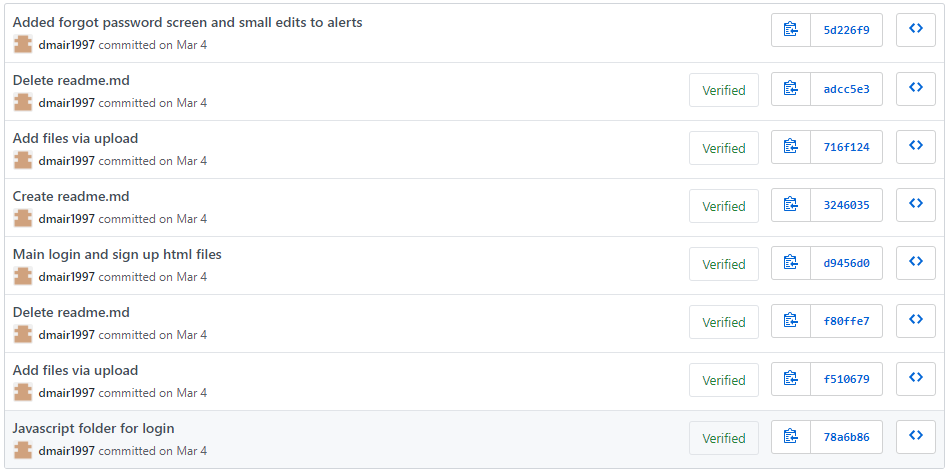 Added forgot password screen and small edits to alerts
dmair1997 committed on Mar 4
5d226f9
Delete readme.md
dmair1997 committed on Mar 4
Verified
adcc5e3
Add files via upload
dmair1997 committed on Mar 4
Verified
716f124
Create readme.md
dmair1997 committed on Mar 4
Verified
3246035
Main login and sign up html files
dmair1997 committed on Mar 4
Verified
d9456d0
Delete readme.md
dmair1997 committed on Mar 4
Verified
f80ffe7
Add files via upload
dmair1997 committed on Mar 4
Verified
f510679
Javascript folder for login
dmair1997 committed on Mar 4
Verified
78a6b86